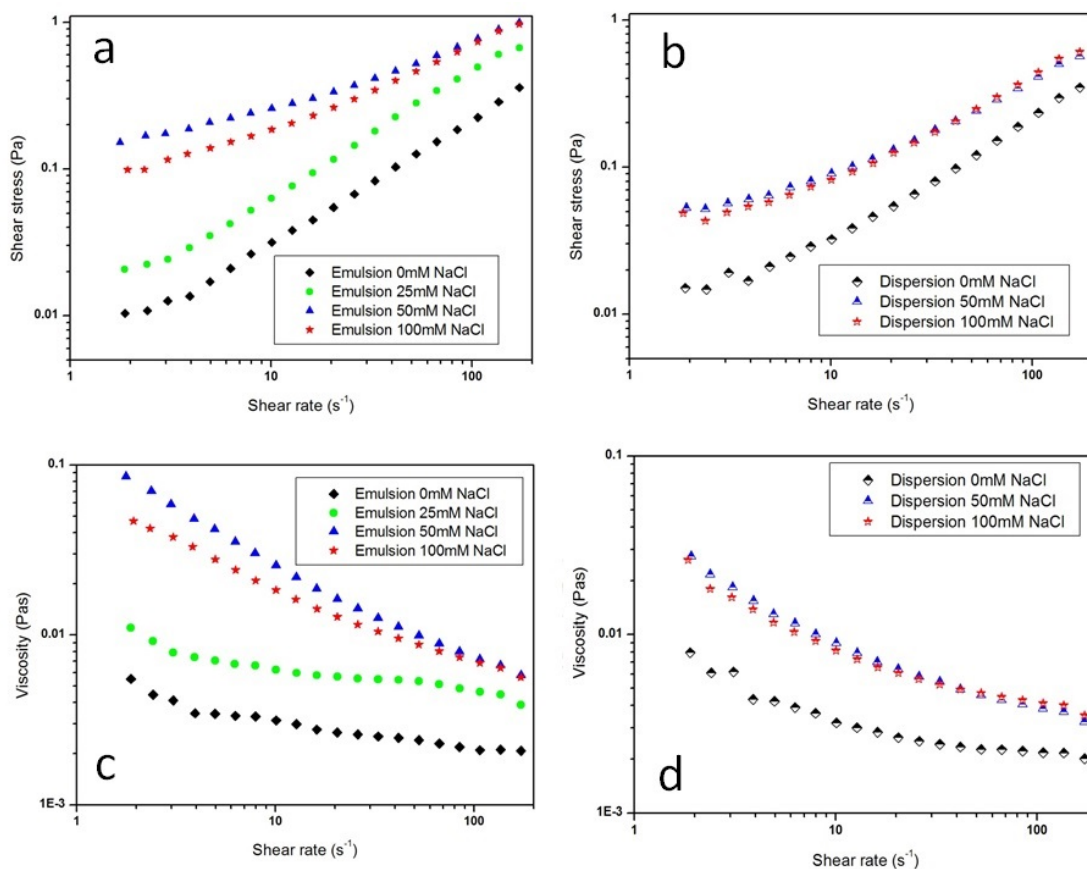 a
1
0.1
0.01
Shear stress (Pa)
Emulsion 0mM NaCl
Emulsion 25mM NaCl
Emulsion 50mM NaCl
Emulsion 100mM NaCl
1
10
100
Shear rate (s⁻¹)
b
1
0.1
0.01
Shear stress (Pa)
Dispersion 0mM NaCl
Dispersion 50mM NaCl
Dispersion 100mM NaCl
1
10
100
Shear rate (s⁻¹)
c
0.1
0.01
1E-3
Viscosity (Pas)
Emulsion 0mM NaCl
Emulsion 25mM NaCl
Emulsion 50mM NaCl
Emulsion 100mM NaCl
1
10
100
Shear rate (s⁻¹)
d
0.1
0.01
1E-3
Viscosity (Pas)
Dispersion 0mM NaCl
Dispersion 50mM NaCl
Dispersion 100mM NaCl
1
10
100
Shear rate (s⁻¹)